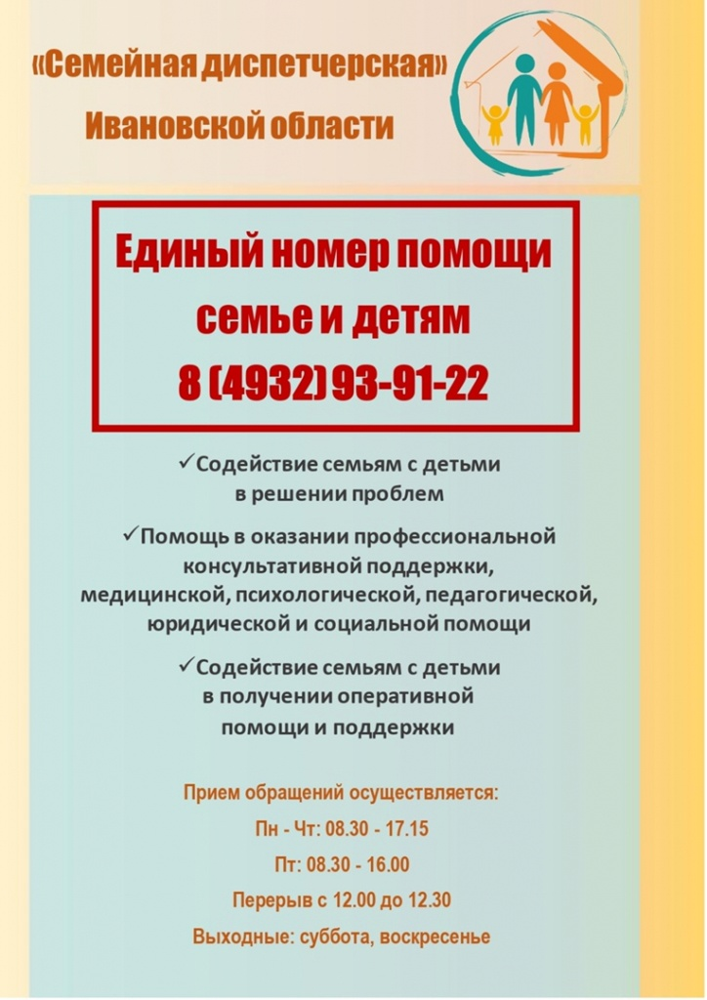 «Семейная диспетчерская»
Ивановской области
Единый номер помощи
семье и детям
8 (4932) 93-91-22
✓Содействие семьям с детьми
в решении проблем
✓Помощь в оказании профессиональной
консультативной поддержки,
медицинской, психологической, педагогической,
юридической и социальной помощи
✓Содействие семьям с детьми
в получении оперативной
помощи и поддержки
Прием обращений осуществляется:
Пн - Чт: 08.30 - 17.15
Пт: 08.30 - 16.00
Перерыв с 12.00 до 12.30
Выходные: суббота, воскресенье